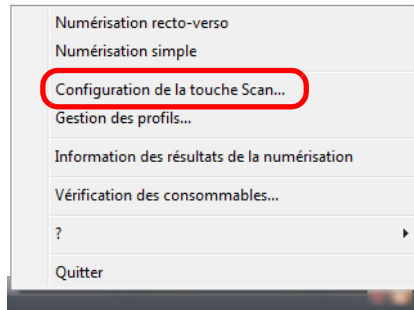 Numérisation recto-verso
Numérisation simple
Configuration de la touche Scan...
Gestion des profils...
Information des résultats de la numérisation
Vérification des consommables...
?
Quitter